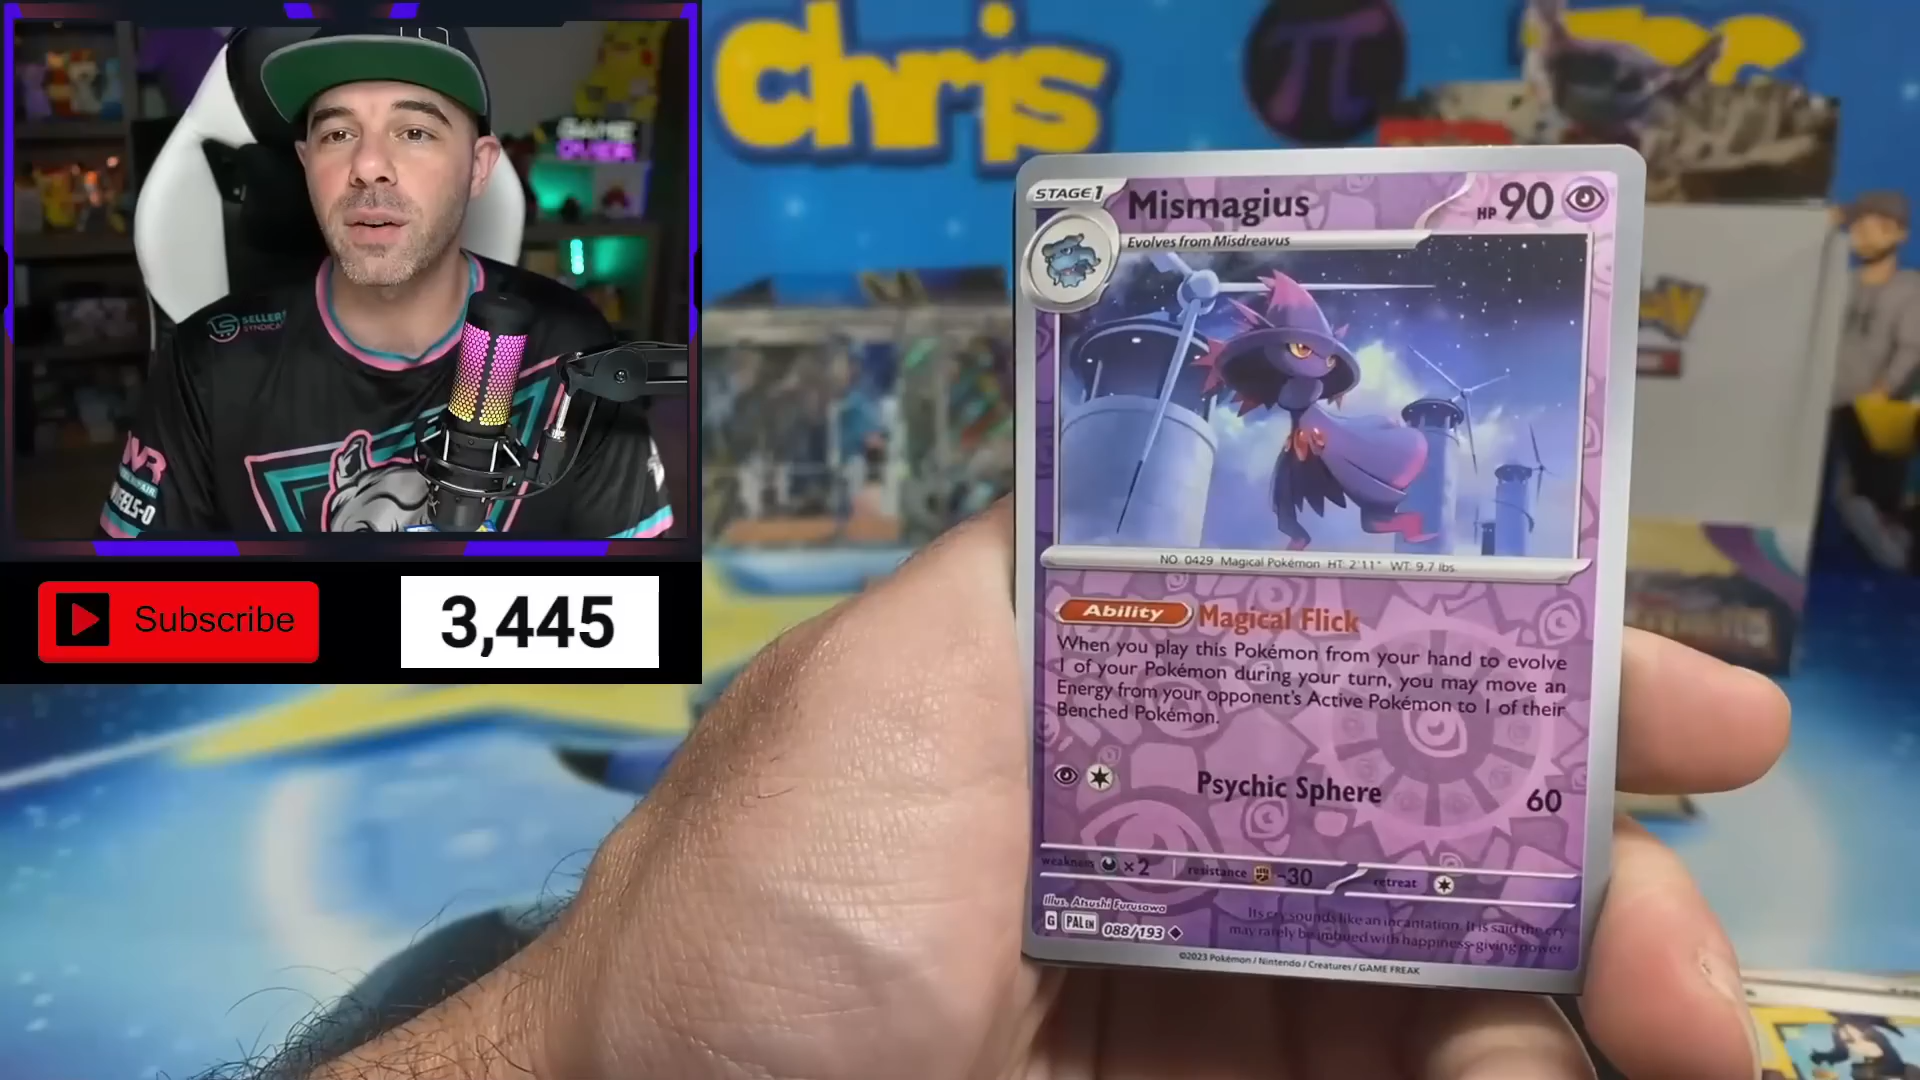 GAME
OVER
SELLER
Subscribe
3,445
Chris
STAGE1
Mismagius
HP 90
Evolves from Misdreavus
NO. 0429 Magical Pokémon HT: 2'11" WT: 9.7 lbs.
Ability Magical Flick
When you play this Pokémon from your hand to evolve
1 of your Pokémon during your turn, you may move an
Energy from your opponent's Active Pokémon to 1 of their
Benched Pokémon.
Psychic Sphere 60
weakness ×2 resistance -30 retreat
Illus. Atsushi Furusawa
G PAL EN 088/193
Its cry sounds like an incantation. It is said the cry
may rarely be imbued with happiness-giving power.
©2023 Pokémon / Nintendo / Creatures / GAME FREAK